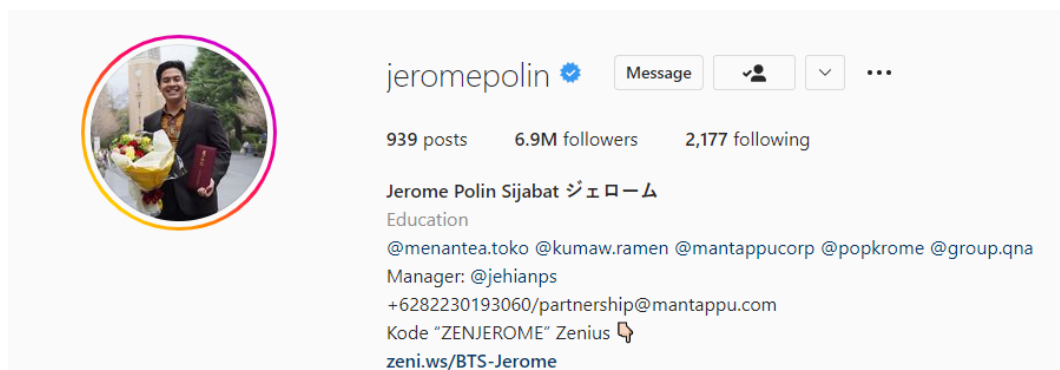 jeromepolin Message
939 posts 6.9M followers 2,177 following
Jerome Polin Sijabat ジェローム
Education
@menantea.toko @kumaw.ramen @mantappucorp @popkrome @group.qna
Manager: @jehianps
+6282230193060/partnership@mantappu.com
Kode “ZENJEROME” Zenius 👇🏻
zeni.ws/BTS-Jerome